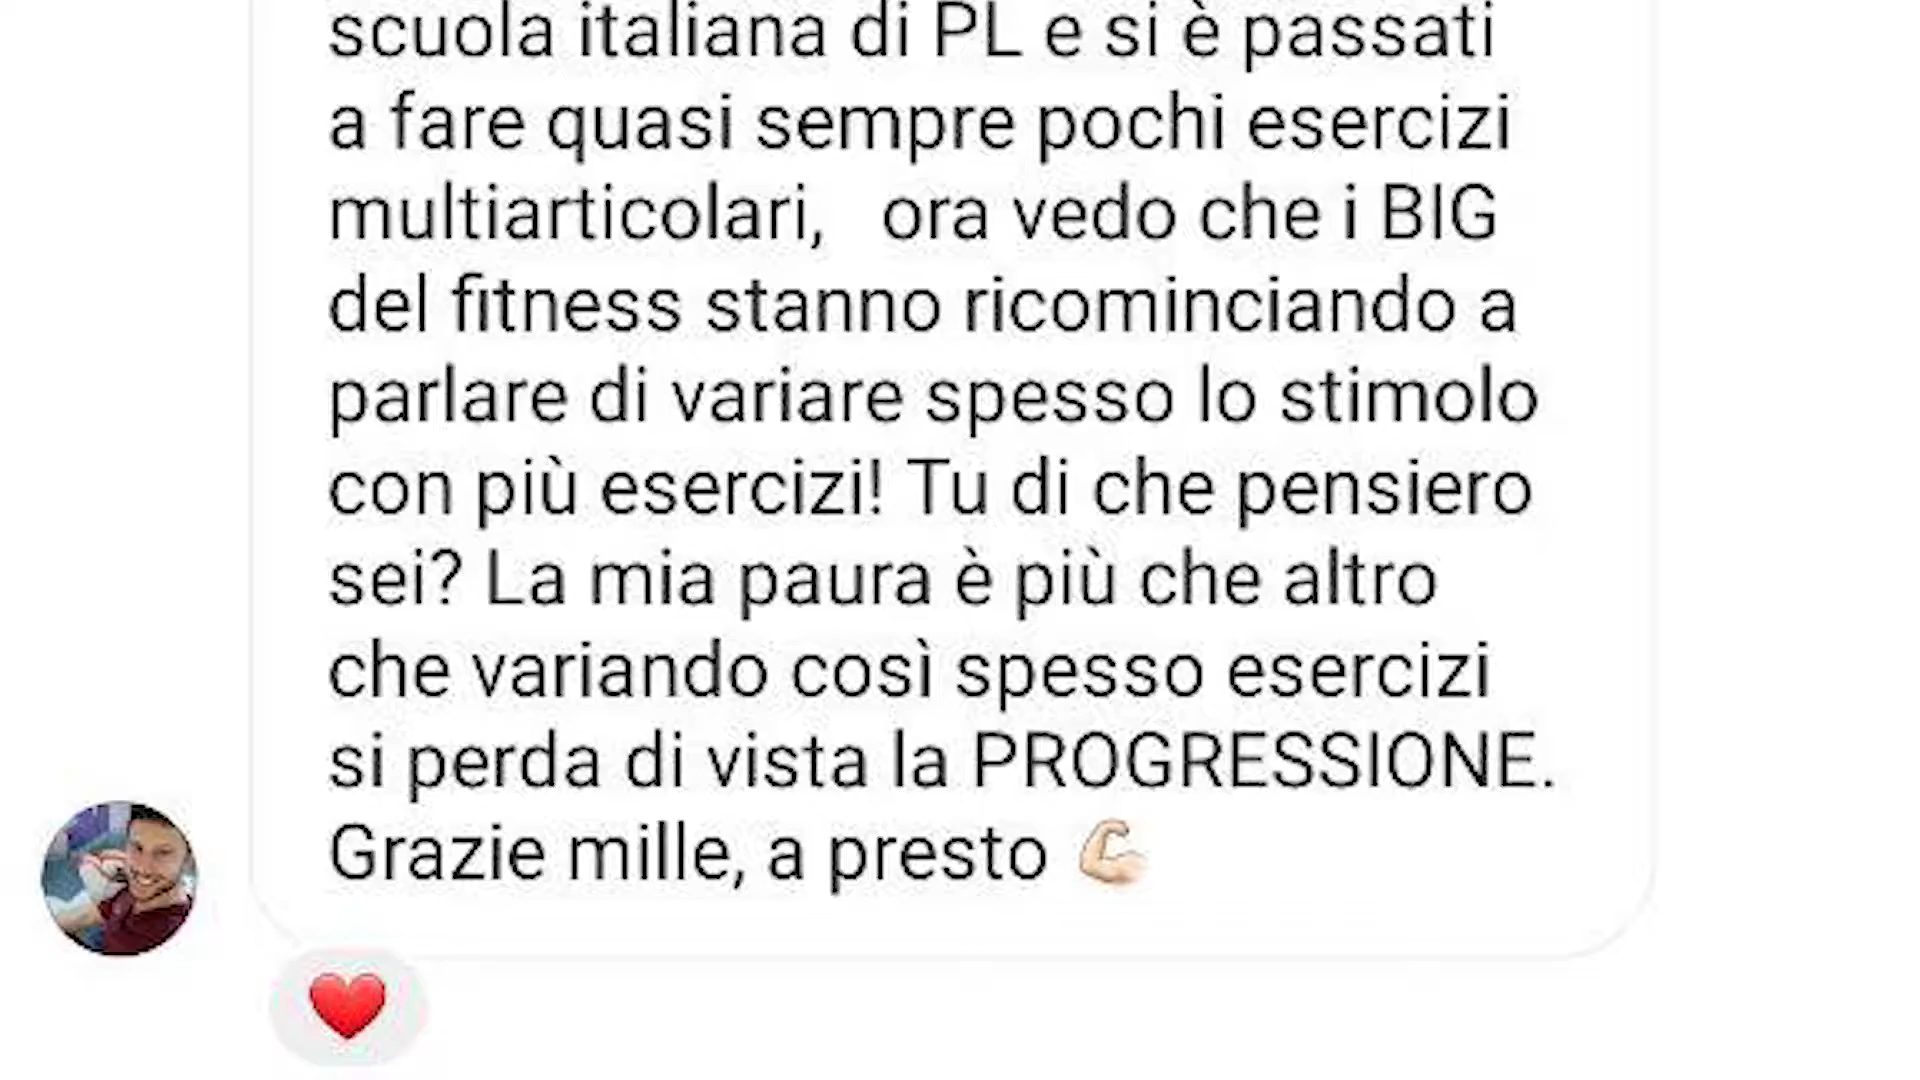 scuola italiana di PL e si è passati
a fare quasi sempre pochi esercizi
multiarticolari,   ora vedo che i BIG
del fitness stanno ricominciando a
parlare di variare spesso lo stimolo
con più esercizi! Tu di che pensiero
sei? La mia paura è più che altro
che variando così spesso esercizi
si perda di vista la PROGRESSIONE.
Grazie mille, a presto 💪🏻